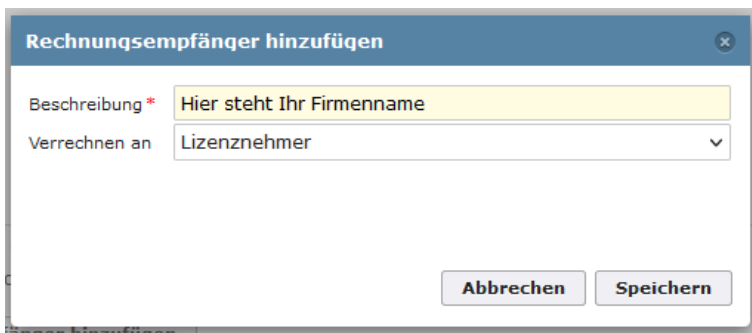 Rechnungsempfänger hinzufügen
Beschreibung * Hier steht Ihr Firmenname
Verrechnen an Lizenznehmer
Abbrechen Speichern